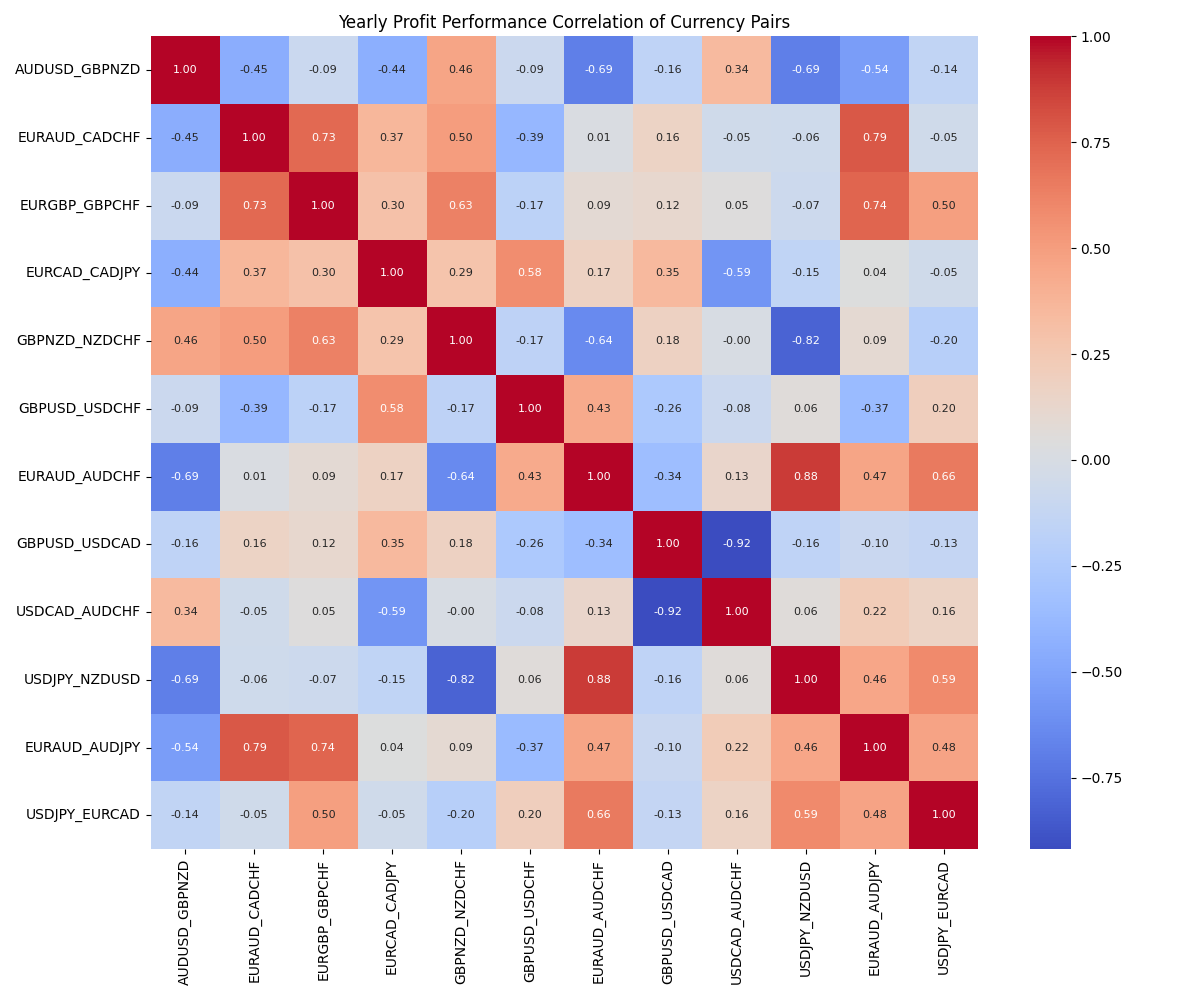 Yearly Profit Performance Correlation of Currency Pairs
AUDUSD_GBPNZD 1.00 -0.45 -0.09 -0.44 0.46 -0.09 -0.69 -0.16 0.34 -0.69 -0.54 -0.14
EURAUD_CADCHF -0.45 1.00 0.73 0.37 0.50 -0.39 0.01 0.16 -0.05 -0.06 0.79 -0.05
EURGBP_GBPCHF -0.09 0.73 1.00 0.30 0.63 -0.17 0.09 0.12 0.05 -0.07 0.74 0.50
EURCAD_CADJPY -0.44 0.37 0.30 1.00 0.29 0.58 0.17 0.35 -0.59 -0.15 0.04 -0.05
GBPNZD_NZDCHF 0.46 0.50 0.63 0.29 1.00 -0.17 -0.64 0.18 -0.00 -0.82 0.09 -0.20
GBPUSD_USDCHF -0.09 -0.39 -0.17 0.58 -0.17 1.00 0.43 -0.26 -0.08 0.06 -0.37 0.20
EURAUD_AUDCHF -0.69 0.01 0.09 0.17 -0.64 0.43 1.00 -0.34 0.13 0.88 0.47 0.66
GBPUSD_USDCAD -0.16 0.16 0.12 0.35 0.18 -0.26 -0.34 1.00 -0.92 -0.16 -0.10 -0.13
USDCAD_AUDCHF 0.34 -0.05 0.05 -0.59 -0.00 -0.08 0.13 -0.92 1.00 0.06 0.22 0.16
USDJPY_NZDUSD -0.69 -0.06 -0.07 -0.15 -0.82 0.06 0.88 -0.16 0.06 1.00 0.46 0.59
EURAUD_AUDJPY -0.54 0.79 0.74 0.04 0.09 -0.37 0.47 -0.10 0.22 0.46 1.00 0.48
USDJPY_EURCAD -0.14 -0.05 0.50 -0.05 -0.20 0.20 0.66 -0.13 0.16 0.59 0.48 1.00
AUDUSD_GBPNZD
EURAUD_CADCHF
EURGBP_GBPCHF
EURCAD_CADJPY
GBPNZD_NZDCHF
GBPUSD_USDCHF
EURAUD_AUDCHF
GBPUSD_USDCAD
USDCAD_AUDCHF
USDJPY_NZDUSD
EURAUD_AUDJPY
USDJPY_EURCAD
1.00
0.75
0.50
0.25
0.00
−0.25
−0.50
−0.75